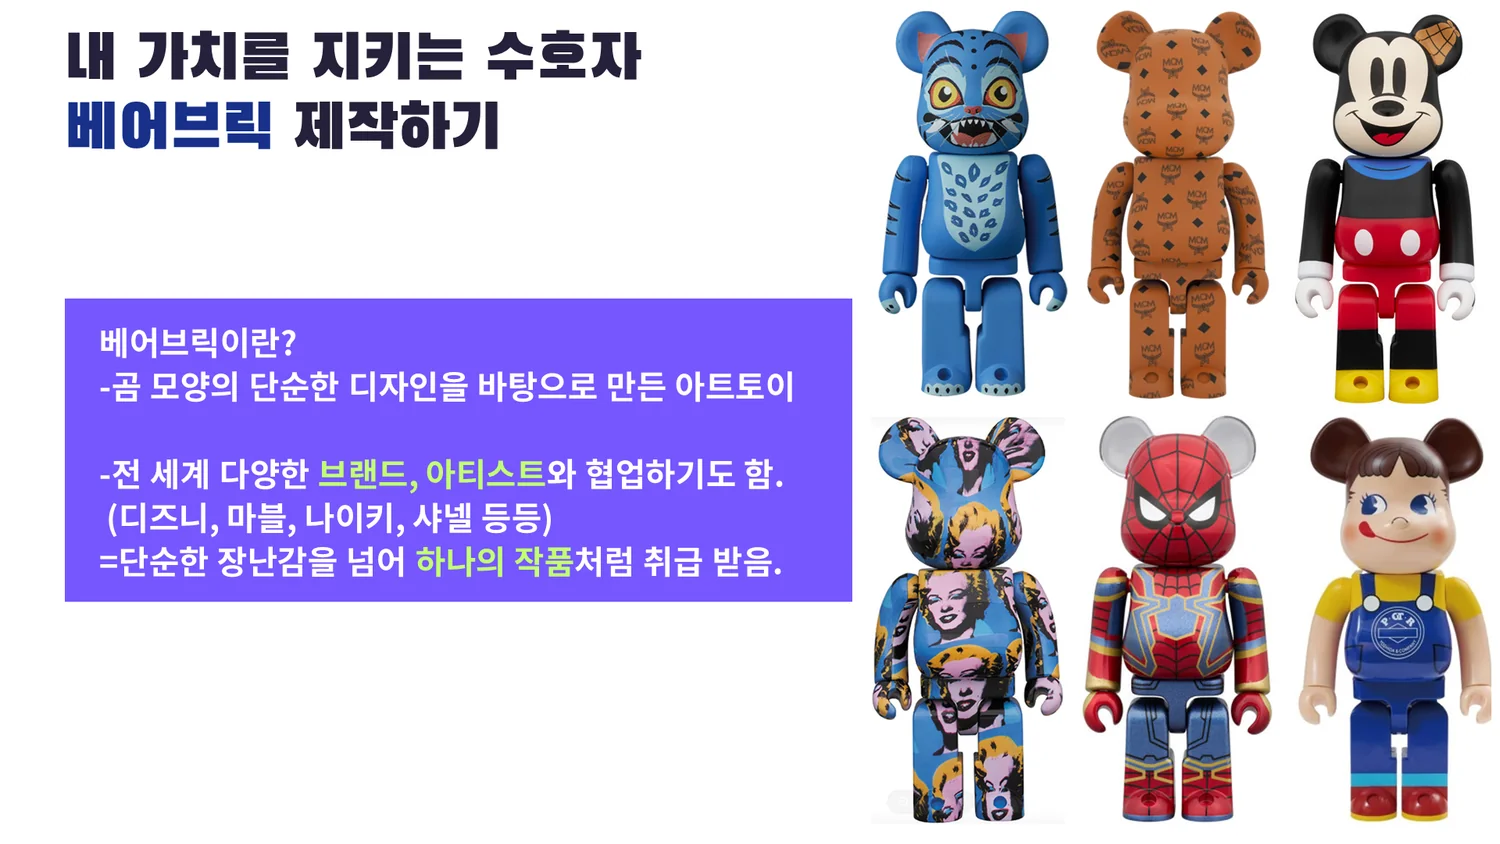 내 가치를 지키는 수호자
베어브릭 제작하기
베어브릭이란?
-곰 모양의 단순한 디자인을 바탕으로 만든 아트토이
-전 세계 다양한 브랜드, 아티스트와 협업하기도 함.
(디즈니, 마블, 나이키, 샤넬 등등)
=단순한 장난감을 넘어 하나의 작품처럼 취급 받음.
MCM